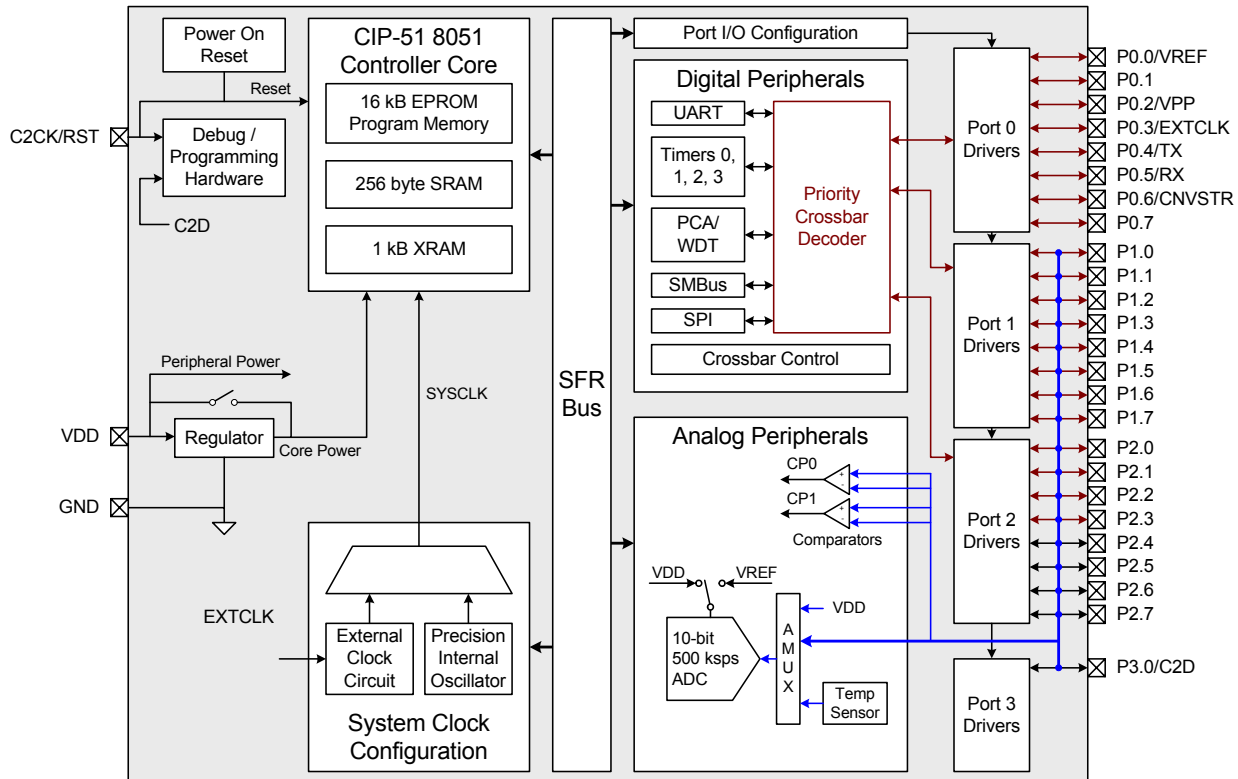 Power On
Reset
Reset
C2CK/RST
Debug /
Programming
Hardware
C2D
CIP-51 8051
Controller Core
16 kB EPROM
Program Memory
256 byte SRAM
1 kB XRAM
Peripheral Power
VDD
Regulator
Core Power
GND
SYSCLK
EXTCLK
External
Clock
Circuit
Precision
Internal
Oscillator
System Clock
Configuration
SFR
Bus
Port I/O Configuration
Digital Peripherals
UART
Timers 0,
1, 2, 3
PCA/
WDT
SMBus
SPI
Priority
Crossbar
Decoder
Crossbar Control
Analog Peripherals
CP0
+
-
CP1
+
-
Comparators
VDD
VREF
10-bit
500 ksps
ADC
A
M
U
X
VDD
Temp
Sensor
Port 0
Drivers
Port 1
Drivers
Port 2
Drivers
Port 3
Drivers
P0.0/VREF
P0.1
P0.2/VPP
P0.3/EXTCLK
P0.4/TX
P0.5/RX
P0.6/CNVSTR
P0.7
P1.0
P1.1
P1.2
P1.3
P1.4
P1.5
P1.6
P1.7
P2.0
P2.1
P2.2
P2.3
P2.4
P2.5
P2.6
P2.7
P3.0/C2D